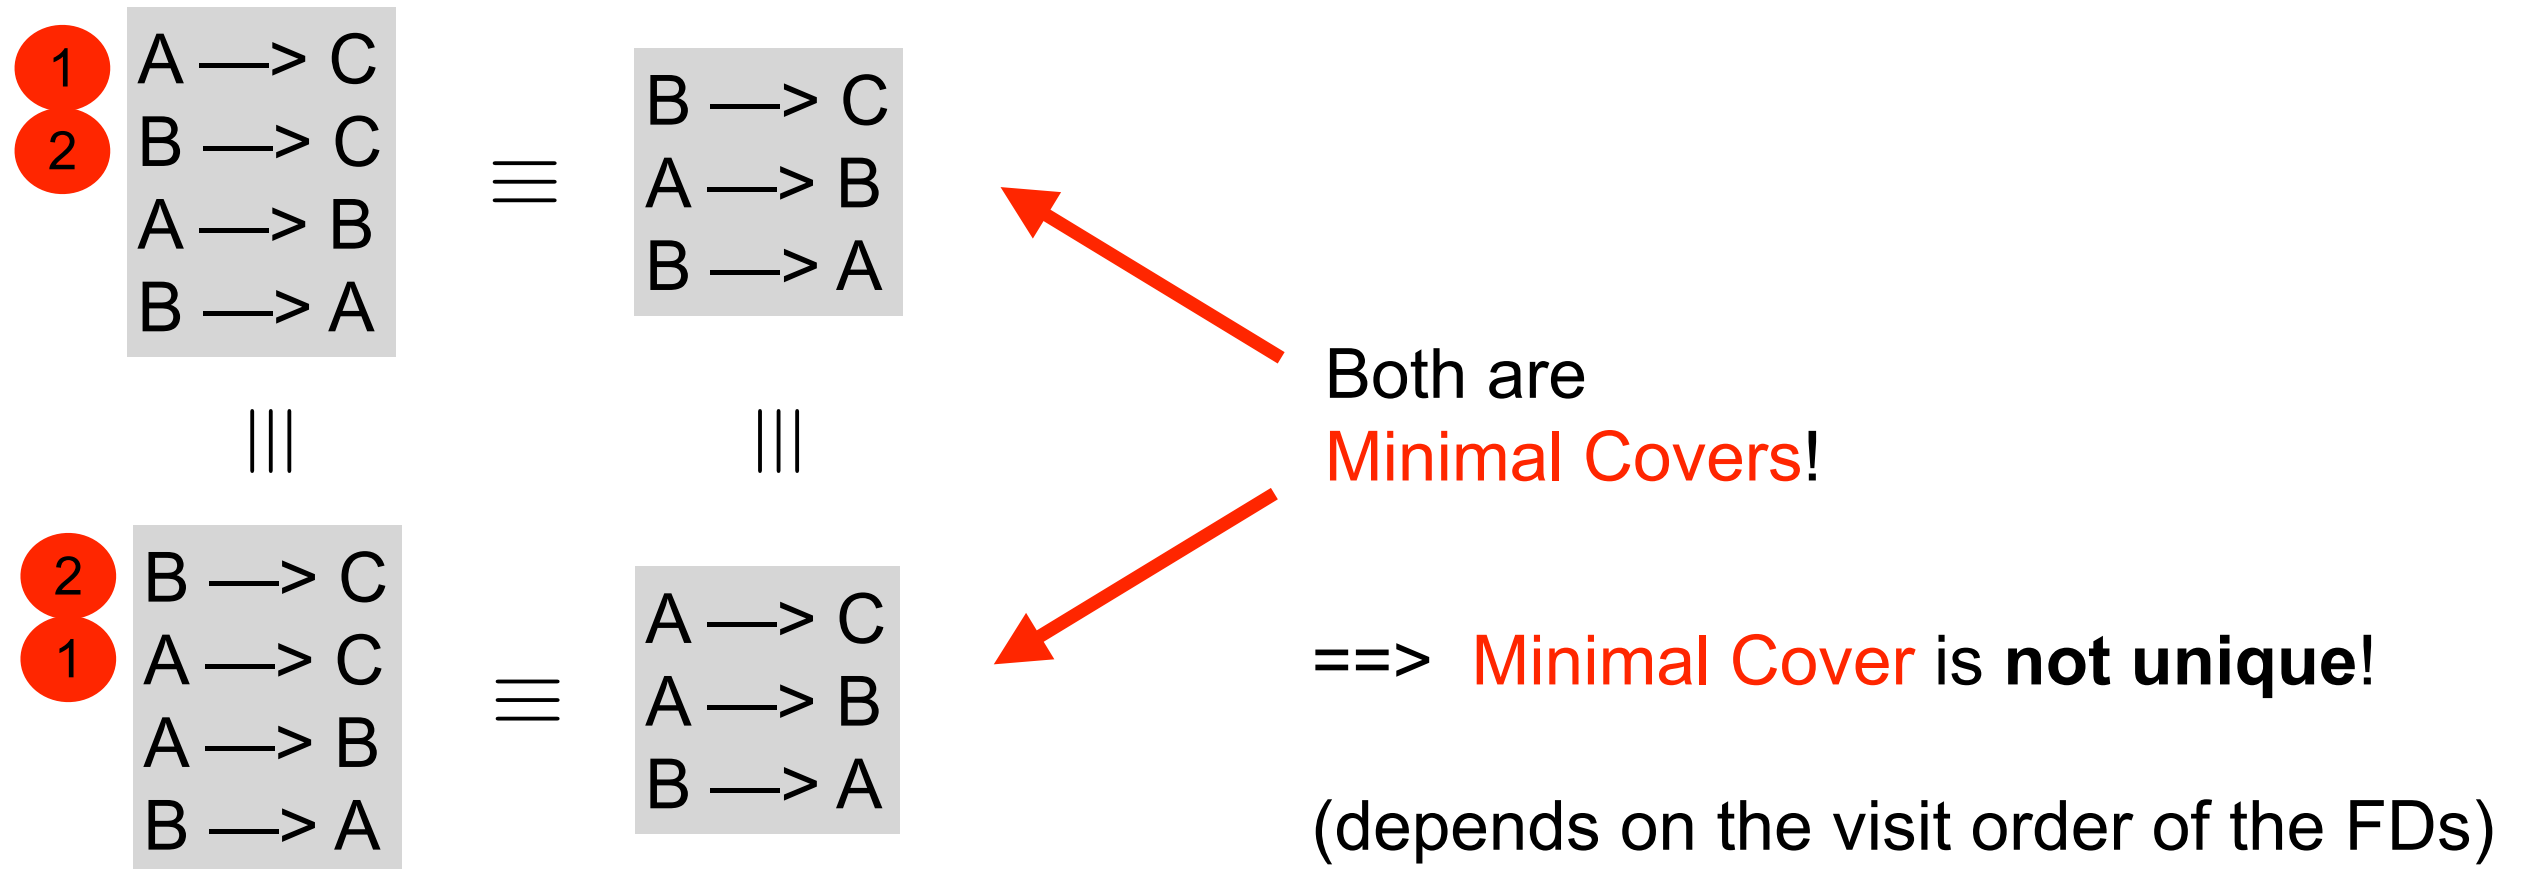 1 A —> C
2 B —> C
A —> B
B —> A
≡
B —> C
A —> B
B —> A
|||
|||
Both are
Minimal Covers!
2 B —> C
1 A —> C
A —> B
B —> A
≡
A —> C
A —> B
B —> A
==> Minimal Cover is not unique!
(depends on the visit order of the FDs)